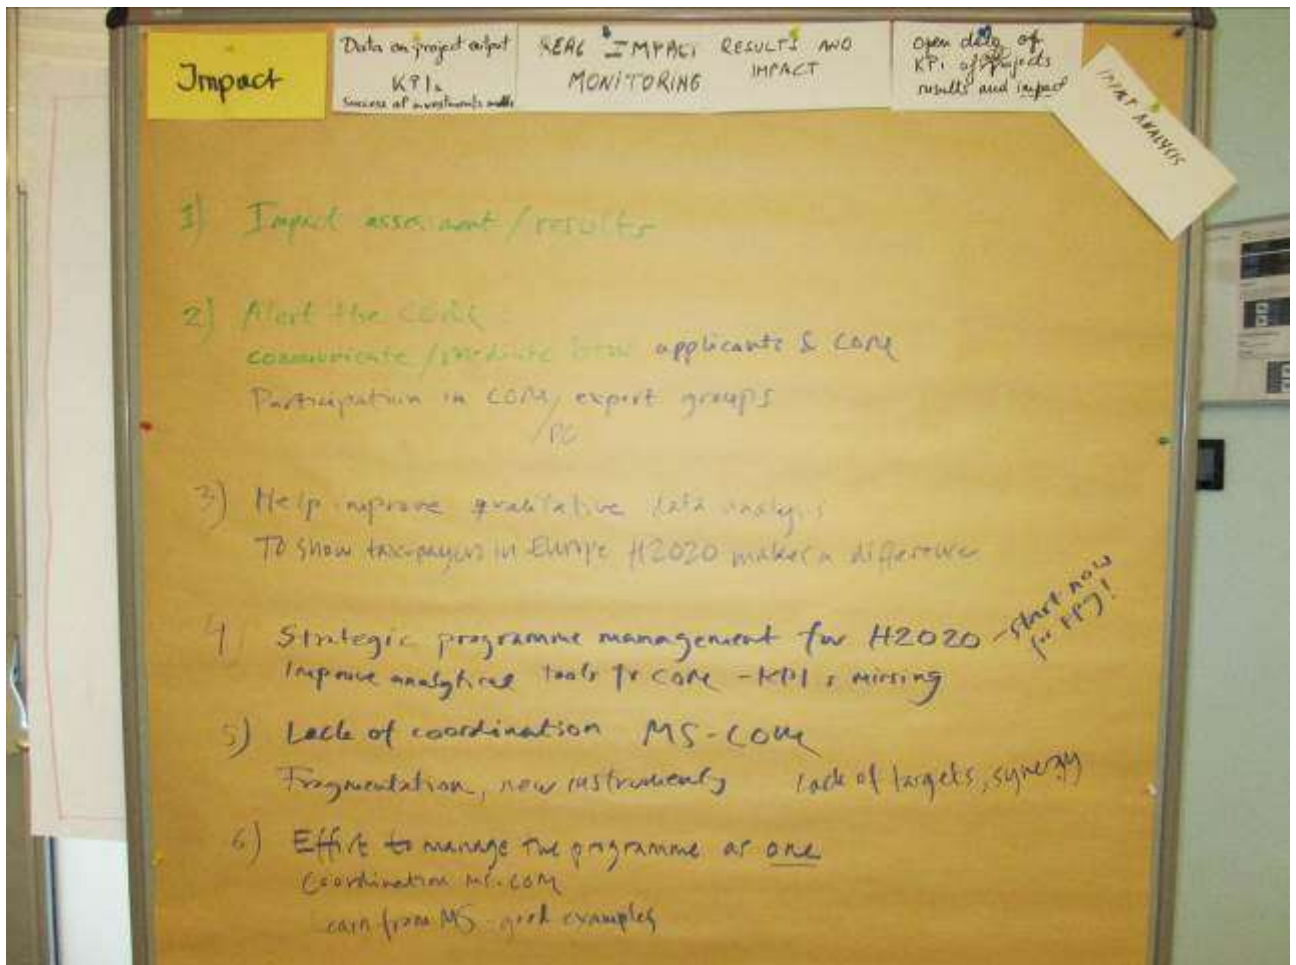 Impact
Data on project output
KPIs
Success of investments made
REAL IMPACT
MONITORING
RESULTS AND
IMPACT
Open data of
KPI of projects
results and impact
IMPACT ANALYSIS
1) Impact assessment / results
2) Alert the COM:
communicate / mediate btw applicants & COM
Participation in COM, expert groups
/PC
3) Help improve qualitative data analysis
To show taxpayers in Europe H2020 makes a difference
4) Strategic programme management for H2020 - start now
for FP9!
Improve analytical tools for COM - KPIs missing
5) Lack of coordination MS-COM
Fragmentation, new instruments lack of targets, synergy
6) Effort to manage the programme as one
Coordination MS-COM
Learn from MS - good examples